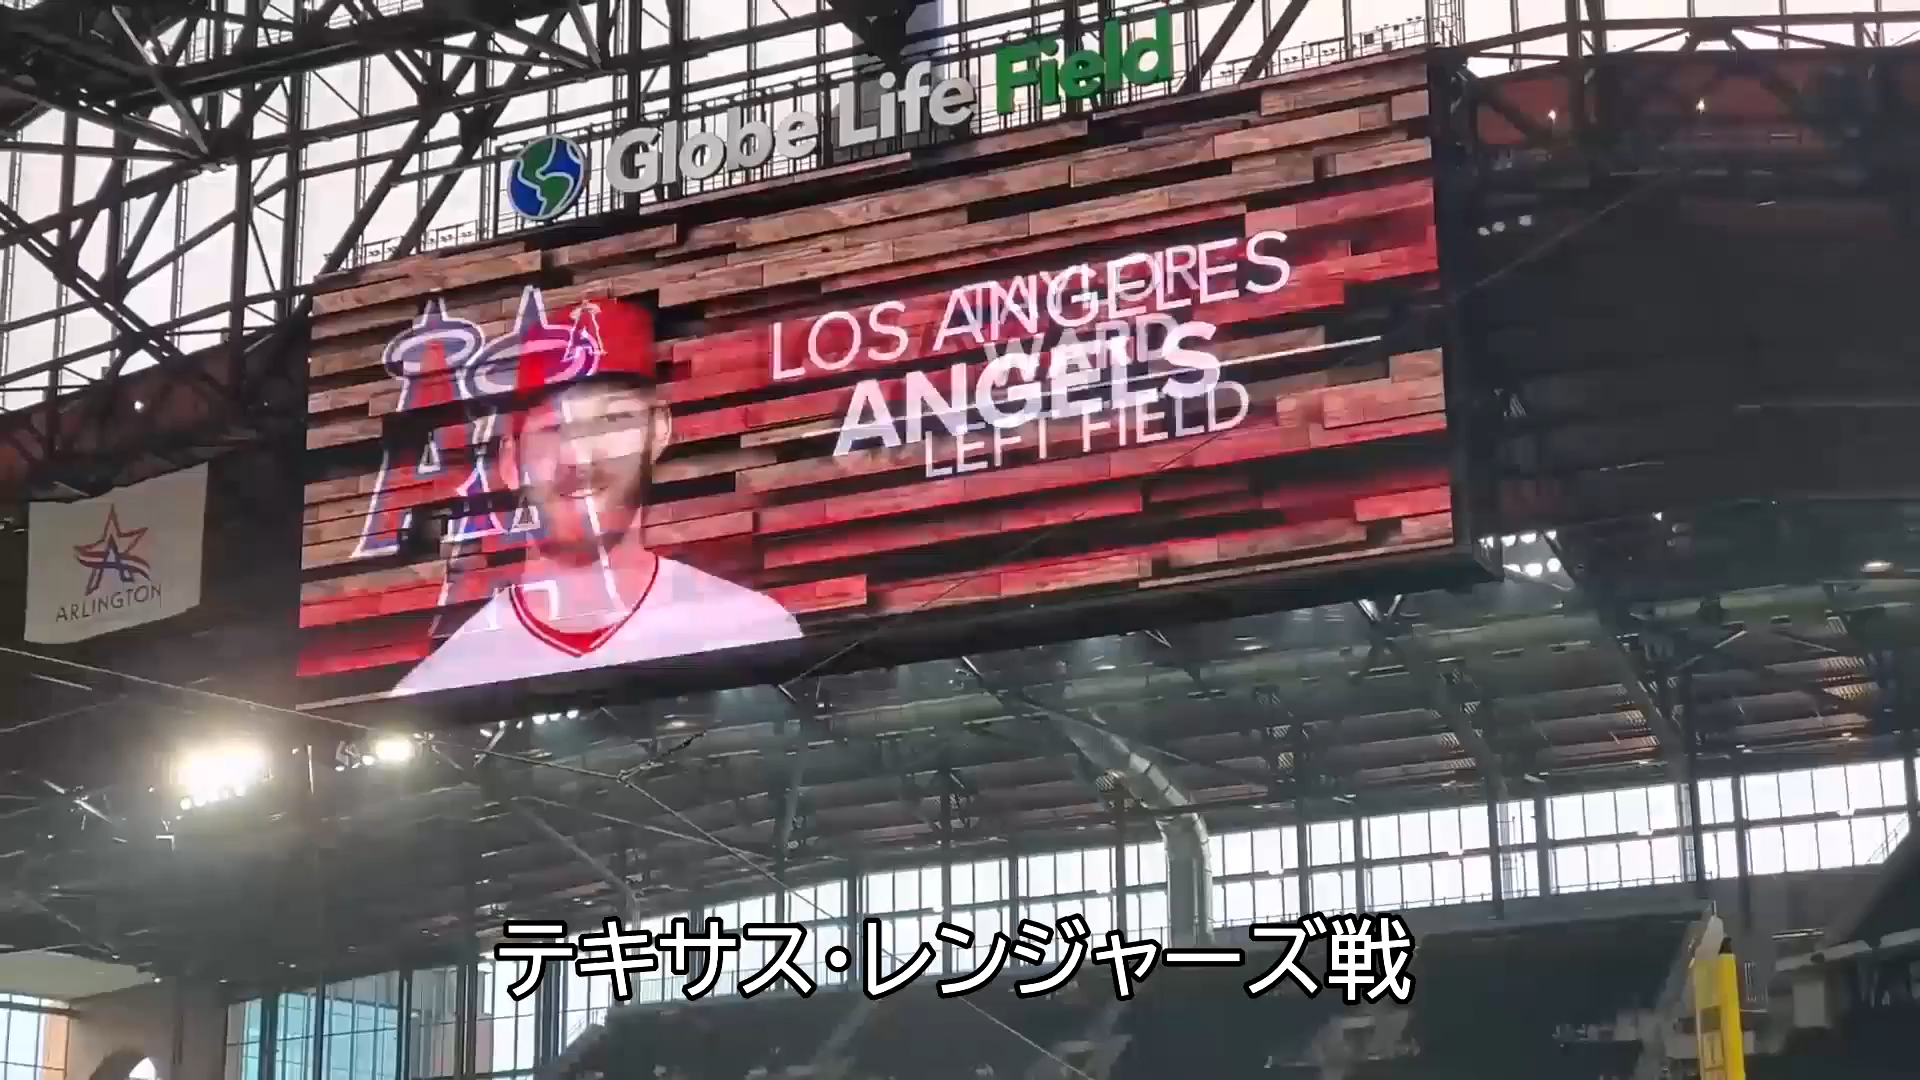 Globe Life Field
LOS ANGELES
TAYLOR
WARD
ANGELS
LEFT FIELD
ARLINGTON
テキサス・レンジャーズ戦